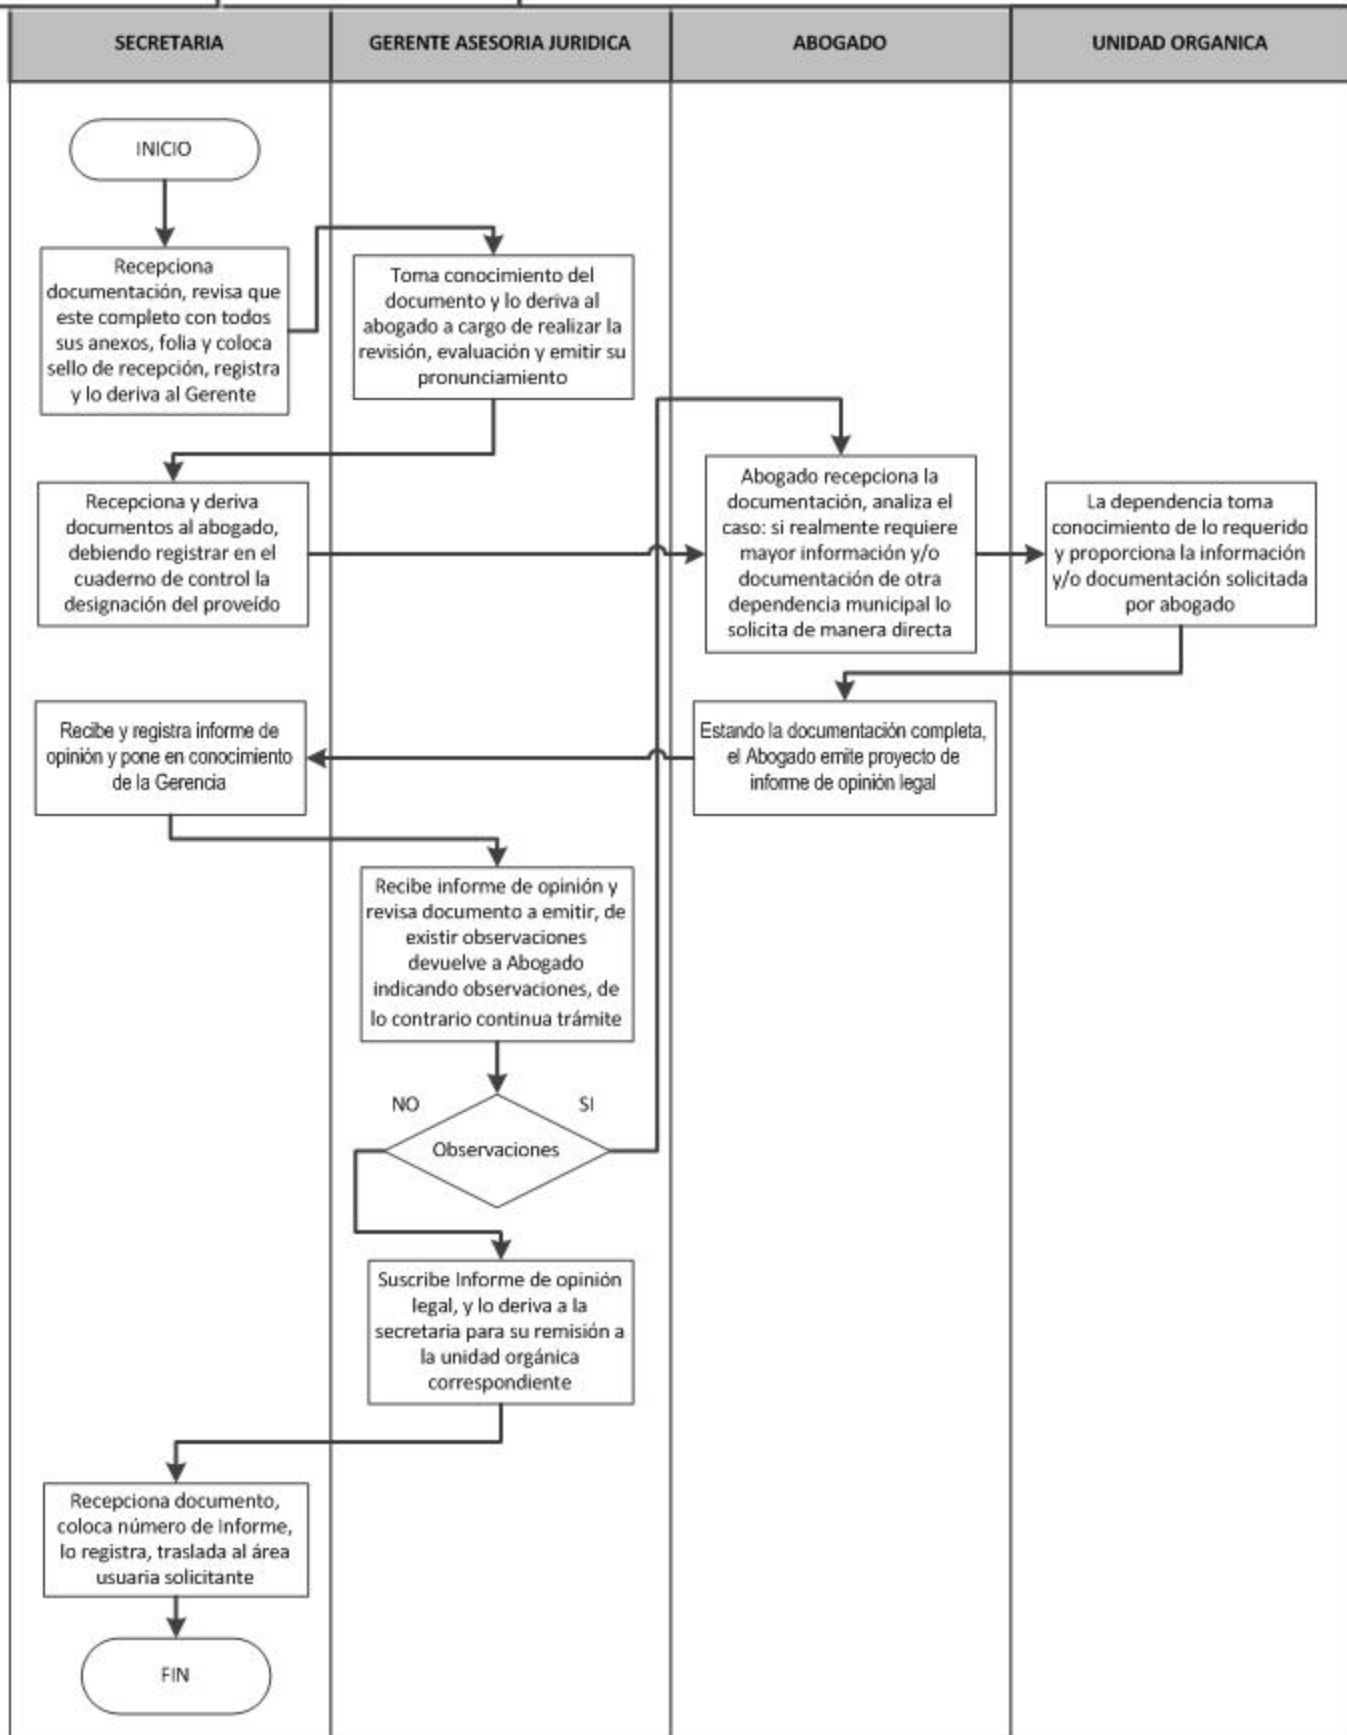 SECRETARIA
GERENTE ASESORIA JURIDICA
ABOGADO
UNIDAD ORGANICA
INICIO
Recepciona
documentación, revisa que
este completo con todos
sus anexos, folia y coloca
sello de recepción, registra
y lo deriva al Gerente
Toma conocimiento del
documento y lo deriva al
abogado a cargo de realizar la
revisión, evaluación y emitir su
pronunciamiento
Recepciona y deriva
documentos al abogado,
debiendo registrar en el
cuaderno de control la
designación del proveído
Abogado recepciona la
documentación, analiza el
caso: si realmente requiere
mayor información y/o
documentación de otra
dependencia municipal lo
solicita de manera directa
La dependencia toma
conocimiento de lo requerido
y proporciona la información
y/o documentación solicitada
por abogado
Estando la documentación completa,
el Abogado emite proyecto de
informe de opinión legal
Recibe y registra informe de
opinión y pone en conocimiento
de la Gerencia
Recibe informe de opinión y
revisa documento a emitir, de
existir observaciones
devuelve a Abogado
indicando observaciones, de
lo contrario continua trámite
NO
SI
Observaciones
Suscribe Informe de opinión
legal, y lo deriva a la
secretaria para su remisión a
la unidad orgánica
correspondiente
Recepciona documento,
coloca número de Informe,
lo registra, traslada al área
usuaria solicitante
FIN